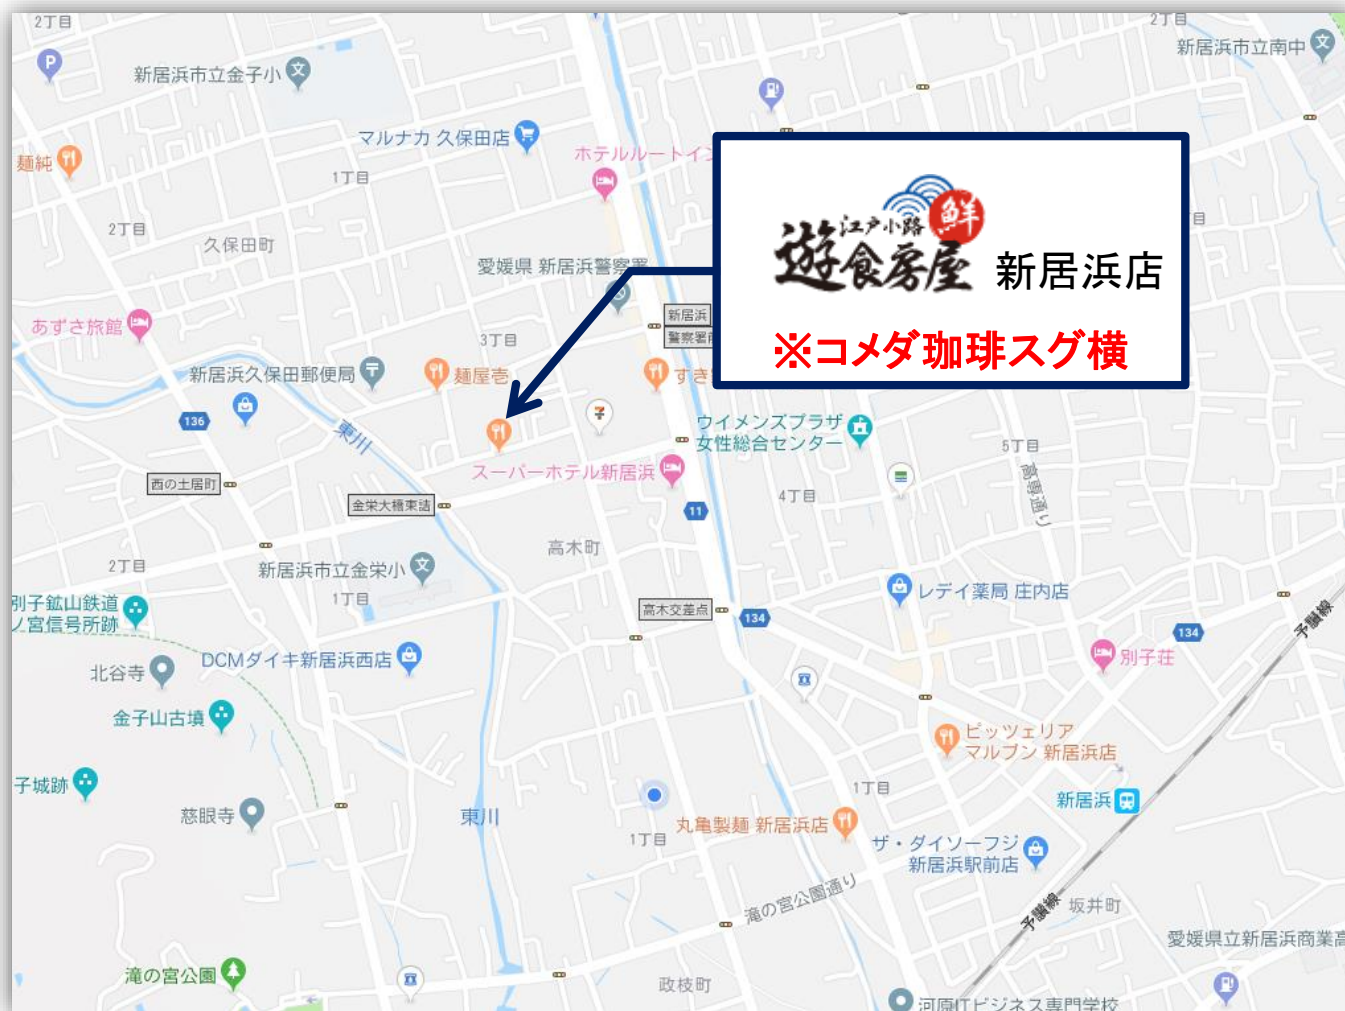 2丁目
2丁目
新居浜市立南中
新居浜市立金子小
P
マルナカ 久保田店
ホテルルートイン
麺純
1丁目
2丁目
久保田町
江戸小路
鮮
遊食房屋
新居浜店
※コメダ珈琲スグ横
目
愛媛県 新居浜警察署
新居浜
警察署前
あずさ旅館
3丁目
新居浜久保田郵便局
麺屋壱
すき
136
東川
ウイメンズプラザ
女性総合センター
5丁目
高専通り
スーパーホテル新居浜
西の土居町
金栄大橋東詰
4丁目
11
高木町
2丁目
新居浜市立金栄小
1丁目
レデイ薬局 庄内店
別子鉱山鉄道
ノ宮信号所跡
高木交差点
134
134
予讃線
別子荘
DCMダイキ新居浜西店
北谷寺
金子山古墳
ピッツェリア
マルブン 新居浜店
子城跡
慈眼寺
東川
1丁目
新居浜
丸亀製麺 新居浜店
1丁目
ザ・ダイソーフジ
新居浜駅前店
滝の宮公園通り
予讃線
坂井町
愛媛県立新居浜商業高
滝の宮公園
政枝町
河原ITビジネス専門学校